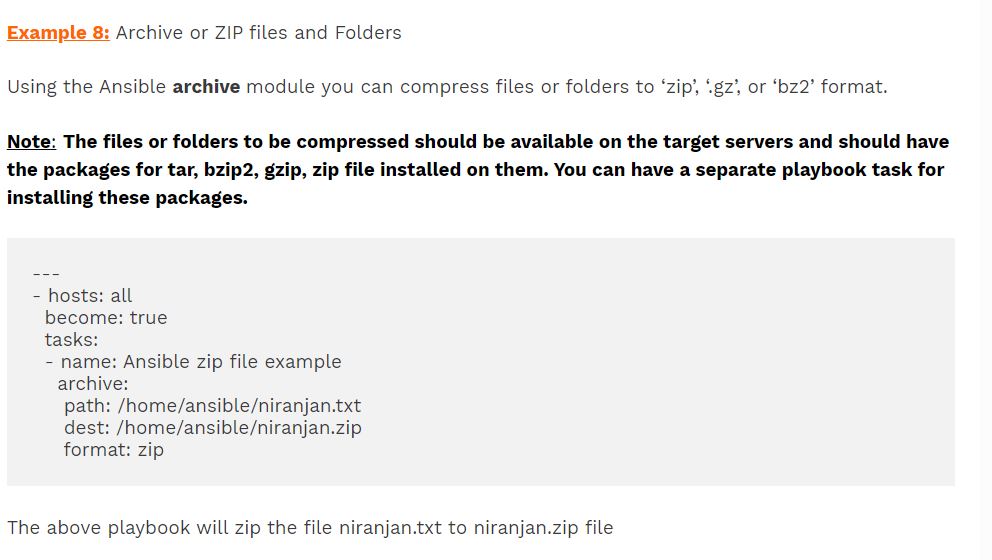 Example 8: Archive or ZIP files and Folders
Using the Ansible archive module you can compress files or folders to ‘zip’, ‘.gz’, or ‘bz2’ format.
Note: The files or folders to be compressed should be available on the target servers and should have
the packages for tar, bzip2, gzip, zip file installed on them. You can have a separate playbook task for
installing these packages.
---
- hosts: all
  become: true
  tasks:
  - name: Ansible zip file example
    archive:
     path: /home/ansible/niranjan.txt
     dest: /home/ansible/niranjan.zip
     format: zip
The above playbook will zip the file niranjan.txt to niranjan.zip file